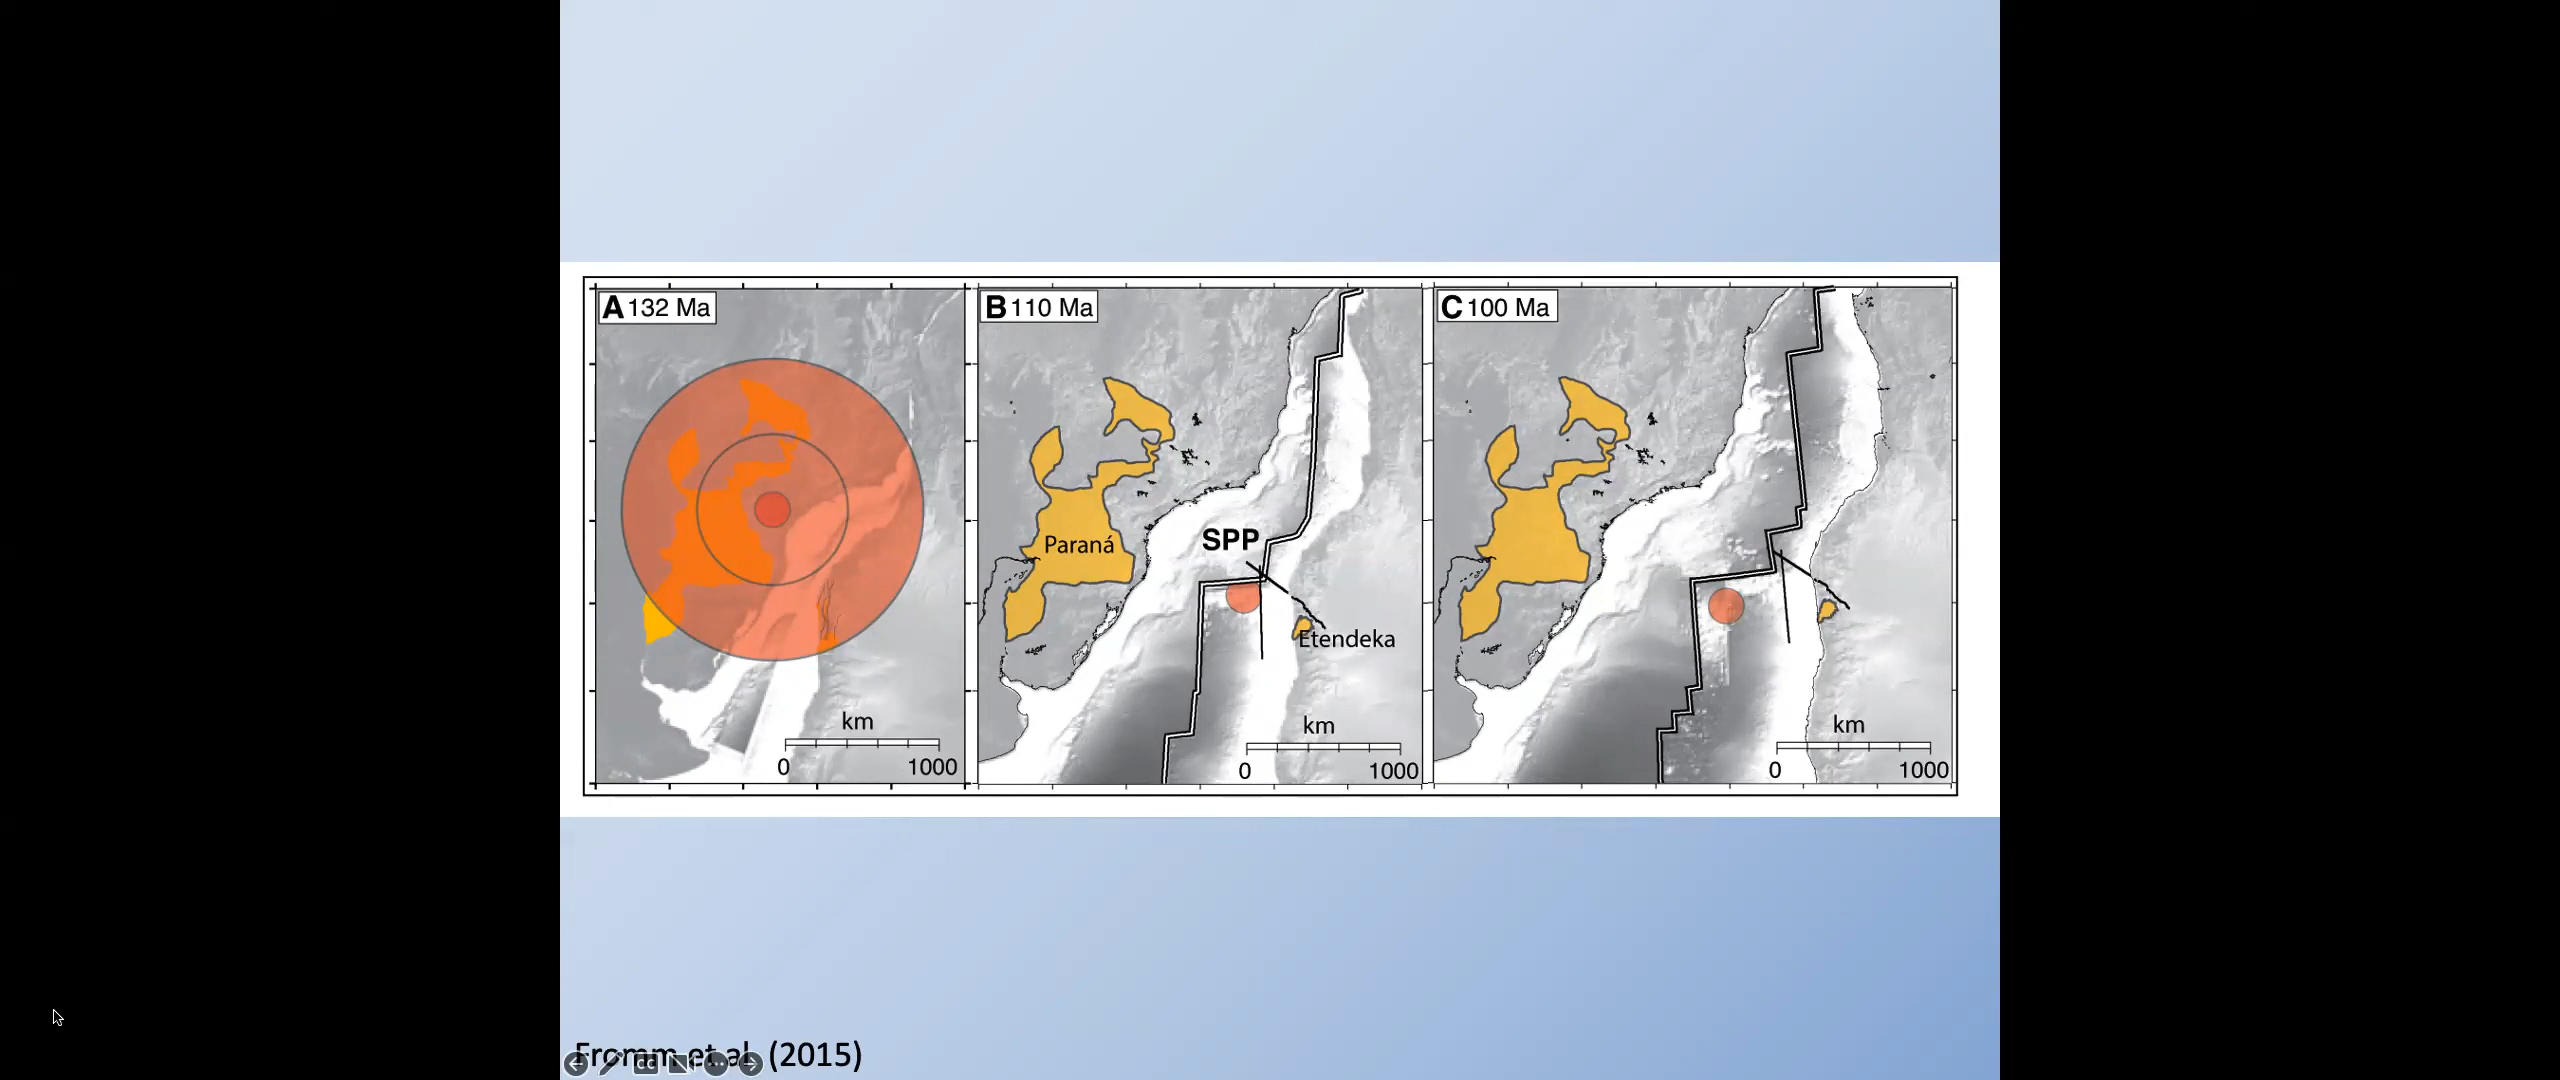 A 132 Ma
B 110 Ma
C 100 Ma
Paraná
SPP
Etendeka
km
0 1000
km
0 1000
km
0 1000
Fromm et al. (2015)